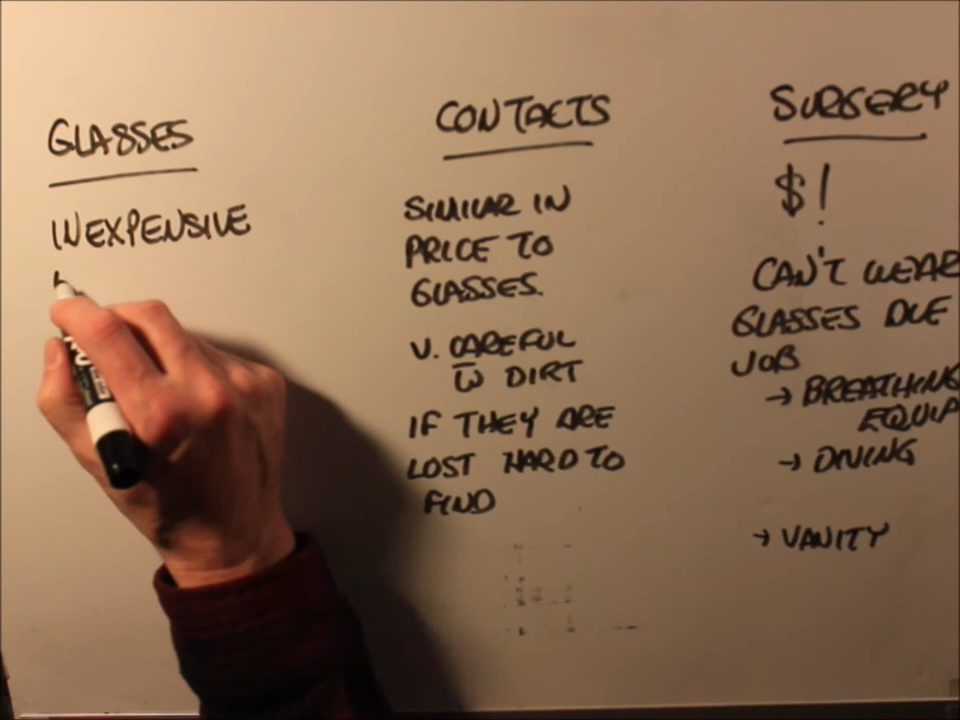 GLASSES
INEXPENSIVE
CONTACTS
SIMILAR IN
PRICE TO
GLASSES.
V. CAREFUL
W DIRT
IF THEY ARE
LOST HARD TO
FIND
SURGERY
$!
CAN'T WEAR
GLASSES DUE
JOB
→ BREATHING
EQUIP
→ DIVING
→ VANITY